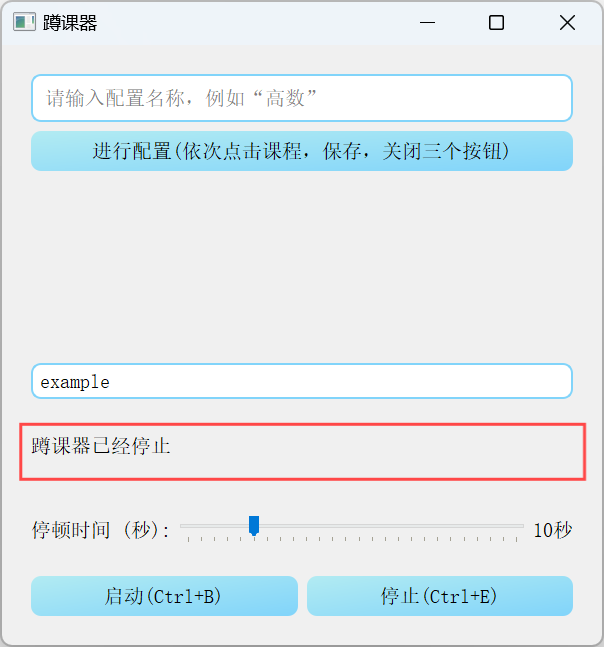 蹲课器
请输入配置名称，例如“高数”
进行配置(依次点击课程，保存，关闭三个按钮)
example
蹲课器已经停止
停顿时间 (秒): 10秒
启动(Ctrl+B) 停止(Ctrl+E)